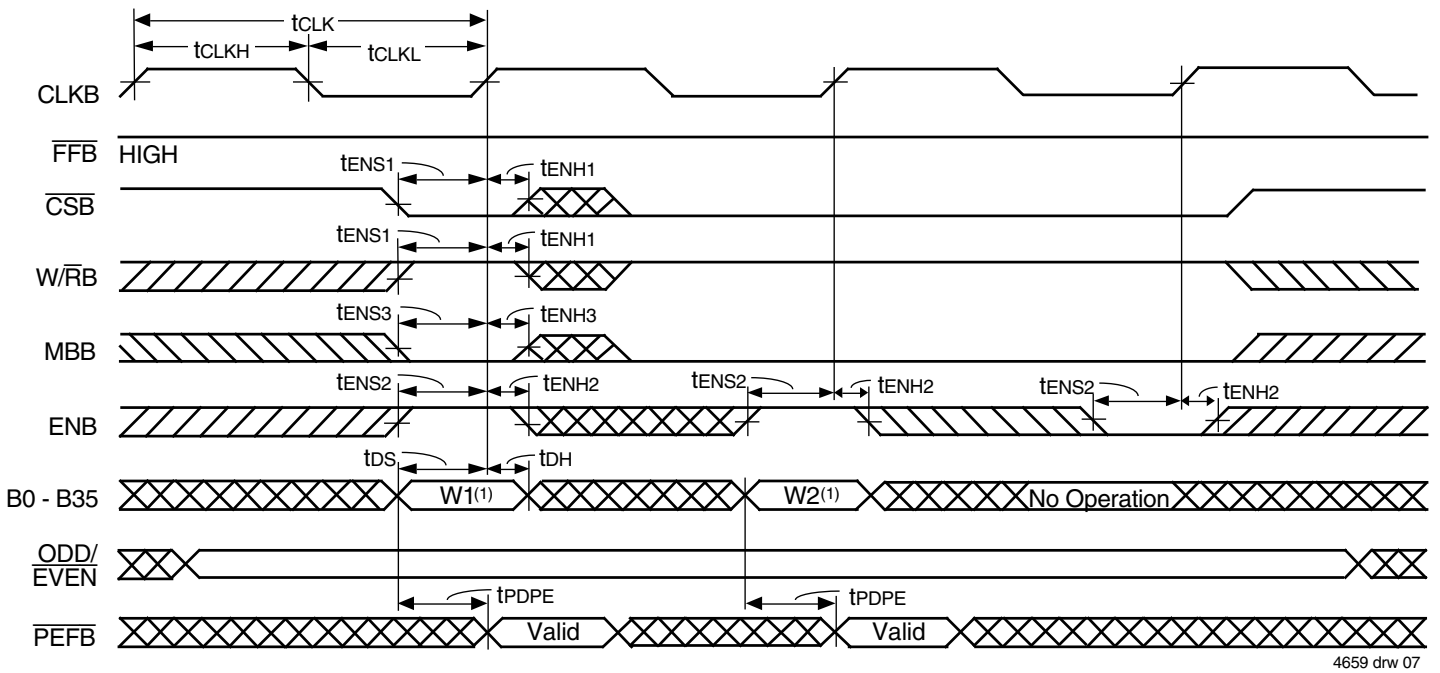 tCLK
tCLKH
tCLKL
CLKB
FFB HIGH
tENS1 tENH1
CSB
tENS1 tENH1
W/RB
tENS3 tENH3
MBB
tENS2 tENH2 tENS2 tENH2 tENS2 tENH2
ENB
tDS tDH
B0 - B35 W1(1) W2(1) No Operation
ODD/
EVEN
tPDPE tPDPE
PEFB Valid Valid
4659 drw 07